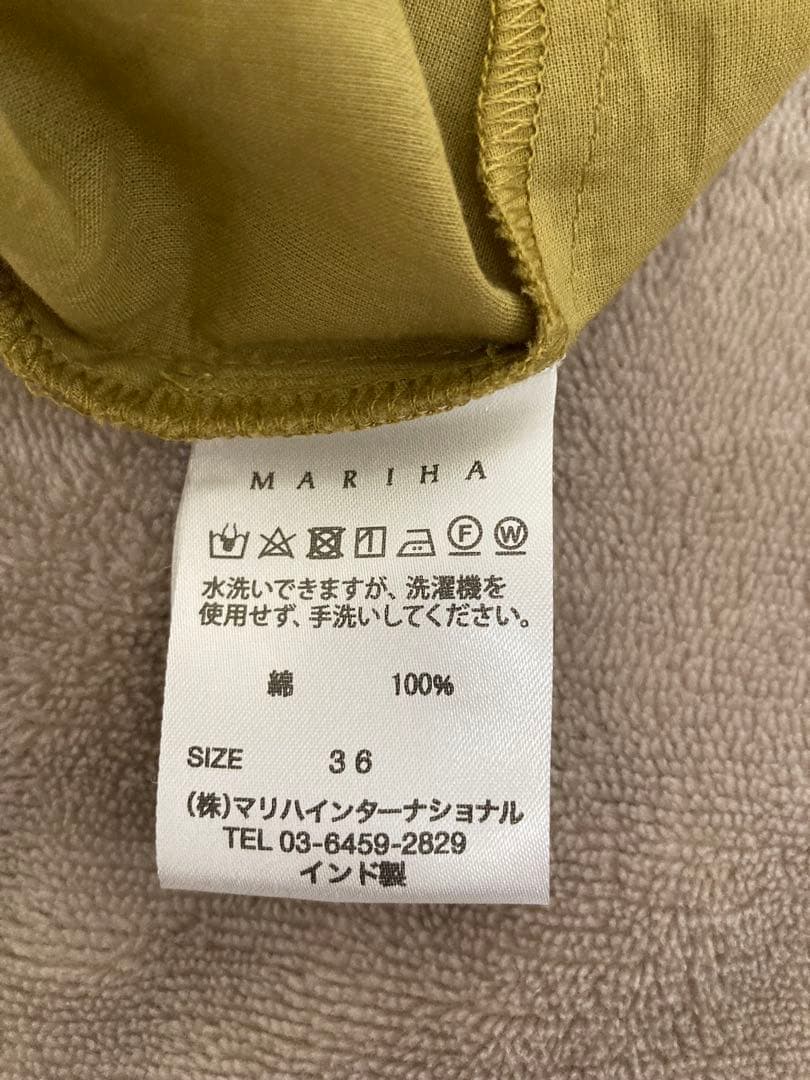 MARIHA
F W
水洗いできますが、洗濯機を
使用せず、手洗いしてください。
綿 100%
SIZE 36
(株)マリハインターナショナル
TEL 03-6459-2829
インド製